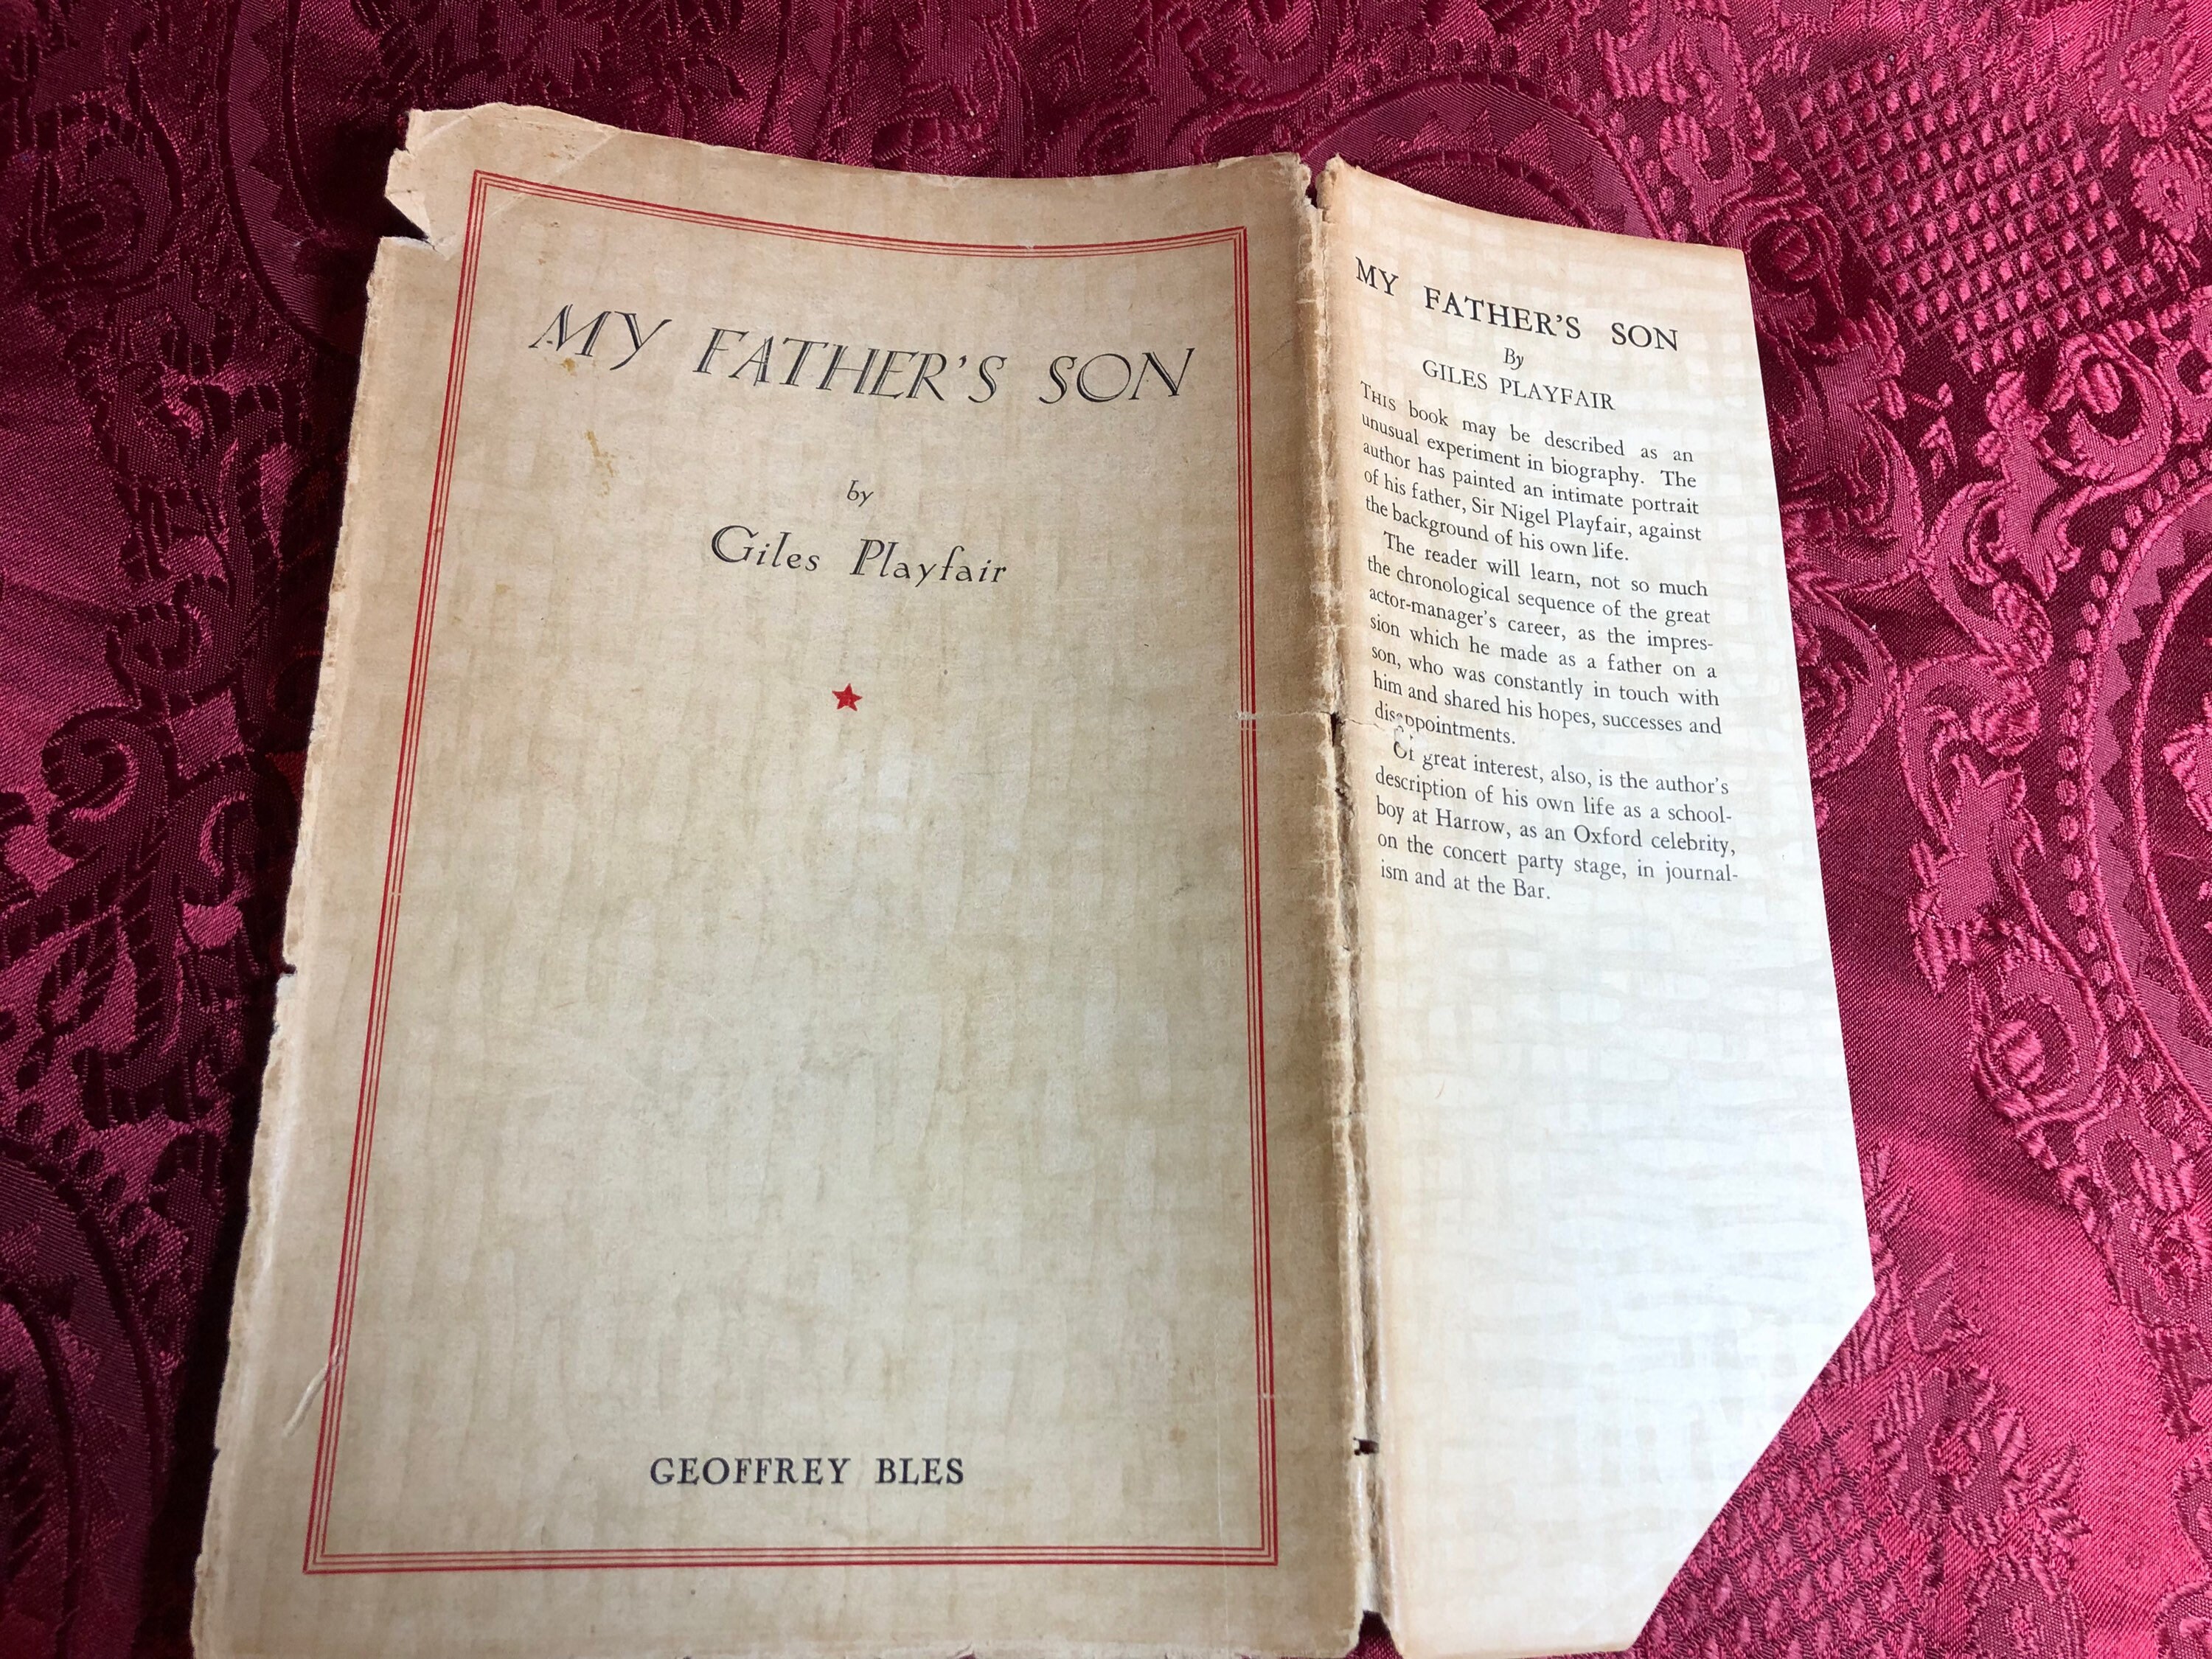 MY FATHER'S SON
by
Giles Playfair
GEOFFREY BLES
MY FATHER'S SON
By
GILES PLAYFAIR
THIS book may be described as an
unusual experiment in biography. The
author has painted an intimate portrait
of his father, Sir Nigel Playfair, against
the background of his own life.
The reader will learn, not so much
the chronological sequence of the great
actor-manager's career, as the impres-
sion which he made as a father on a
son, who was constantly in touch with
him and shared his hopes, successes and
disappointments.
Of great interest, also, is the author's
description of his own life as a school-
boy at Harrow, as an Oxford celebrity,
on the concert party stage, in journal-
ism and at the Bar.